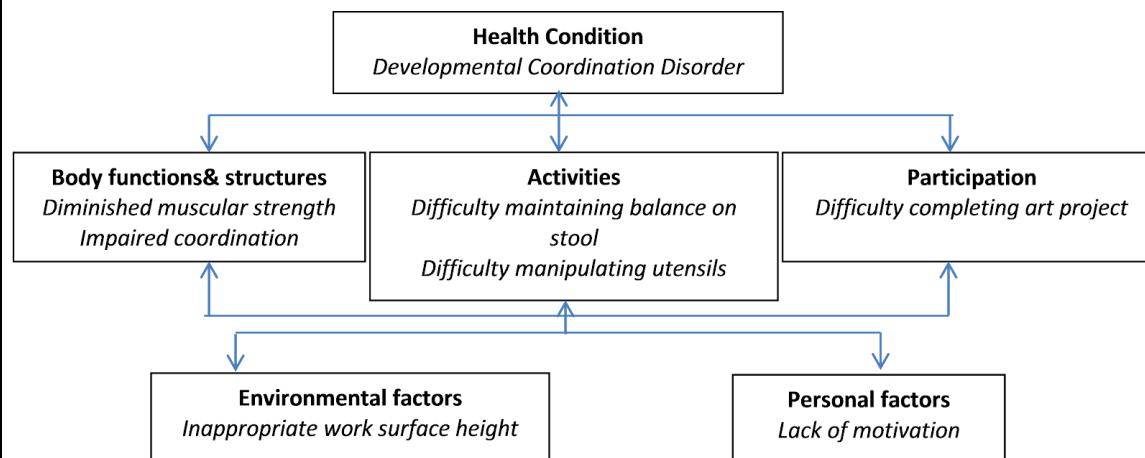 Health Condition
Developmental Coordination Disorder
Body functions& structures
Diminished muscular strength
Impaired coordination
Activities
Difficulty maintaining balance on
stool
Difficulty manipulating utensils
Participation
Difficulty completing art project
Environmental factors
Inappropriate work surface height
Personal factors
Lack of motivation